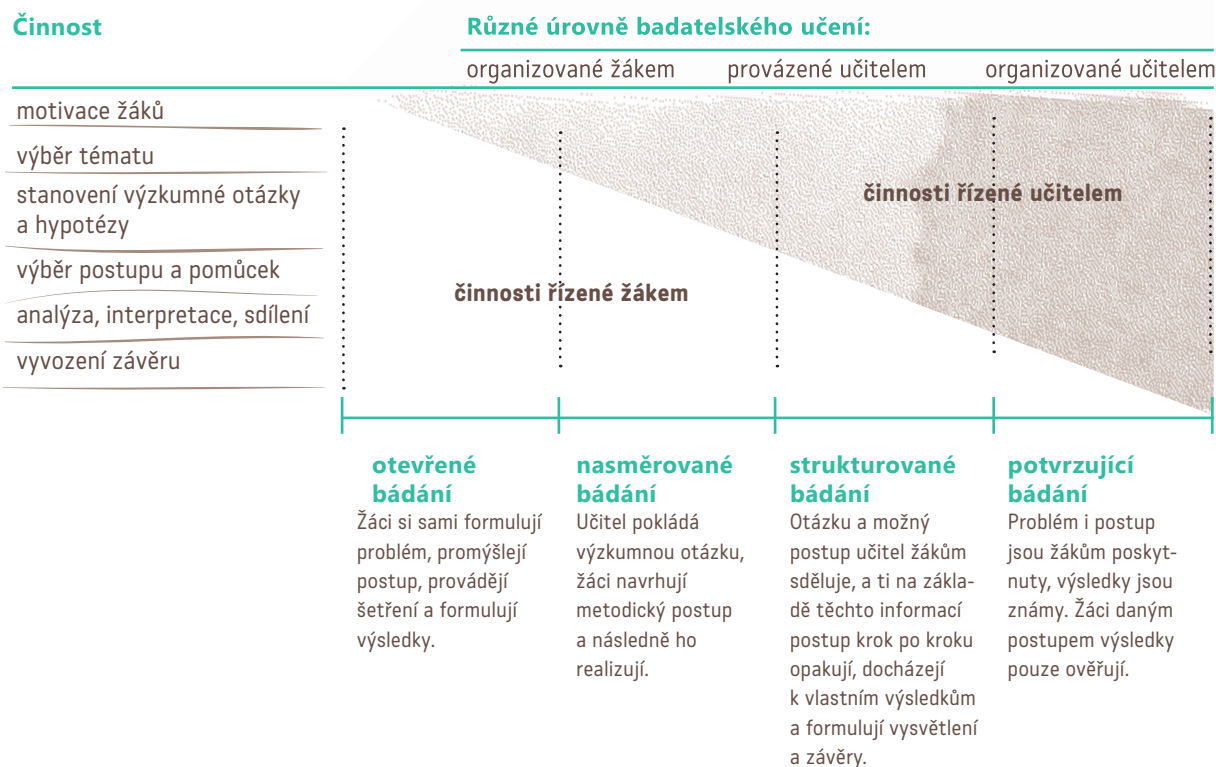 Činnost
Různé úrovně badatelského učení:
organizované žákem
provázené učitelem
organizované učitelem
motivace žáků
výběr tématu
stanovení výzkumné otázky
a hypotézy
výběr postupu a pomůcek
analýza, interpretace, sdílení
vyvození závěru
činnosti řízené učitelem
činnosti řízené žákem
otevřené
bádání
Žáci si sami formulují
problém, promýšlejí
postup, provádějí
šetření a formulují
výsledky.
nasměrované
bádání
Učitel pokládá
výzkumnou otázku,
žáci navrhují
metodický postup
a následně ho
realizují.
strukturované
bádání
Otázku a možný
postup učitel žákům
sděluje, a ti na zákla-
dě těchto informací
postup krok po kroku
opakují, docházejí
k vlastním výsledkům
a formulují vysvětlení
a závěry.
potvrzující
bádání
Problém i postup
jsou žákům poskyt-
nuty, výsledky jsou
známy. Žáci daným
postupem výsledky
pouze ověřují.